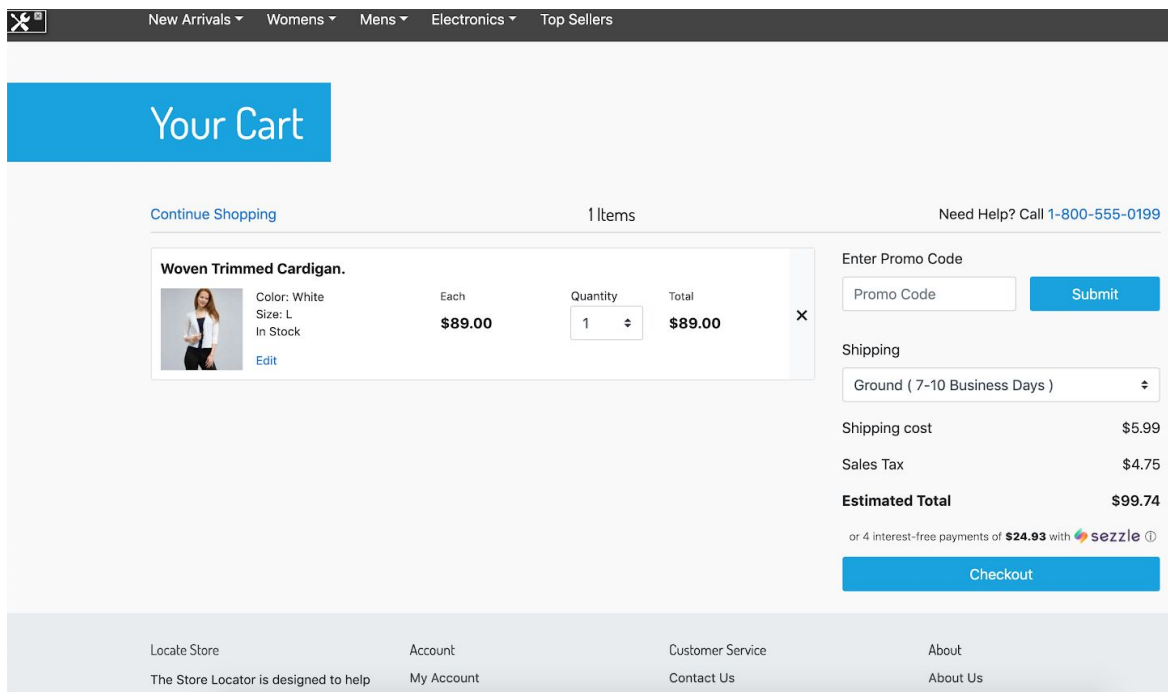 New Arrivals Womens Mens Electronics Top Sellers
Your Cart
Continue Shopping 1 Items Need Help? Call 1-800-555-0199
Woven Trimmed Cardigan.
Color: White
Size: L
In Stock
Edit
Each
$89.00
Quantity
1
Total
$89.00
Enter Promo Code
Promo Code Submit
Shipping
Ground ( 7-10 Business Days )
Shipping cost $5.99
Sales Tax $4.75
Estimated Total $99.74
or 4 interest-free payments of $24.93 with sezzle
Checkout
Locate Store Account Customer Service About
The Store Locator is designed to help My Account Contact Us About Us